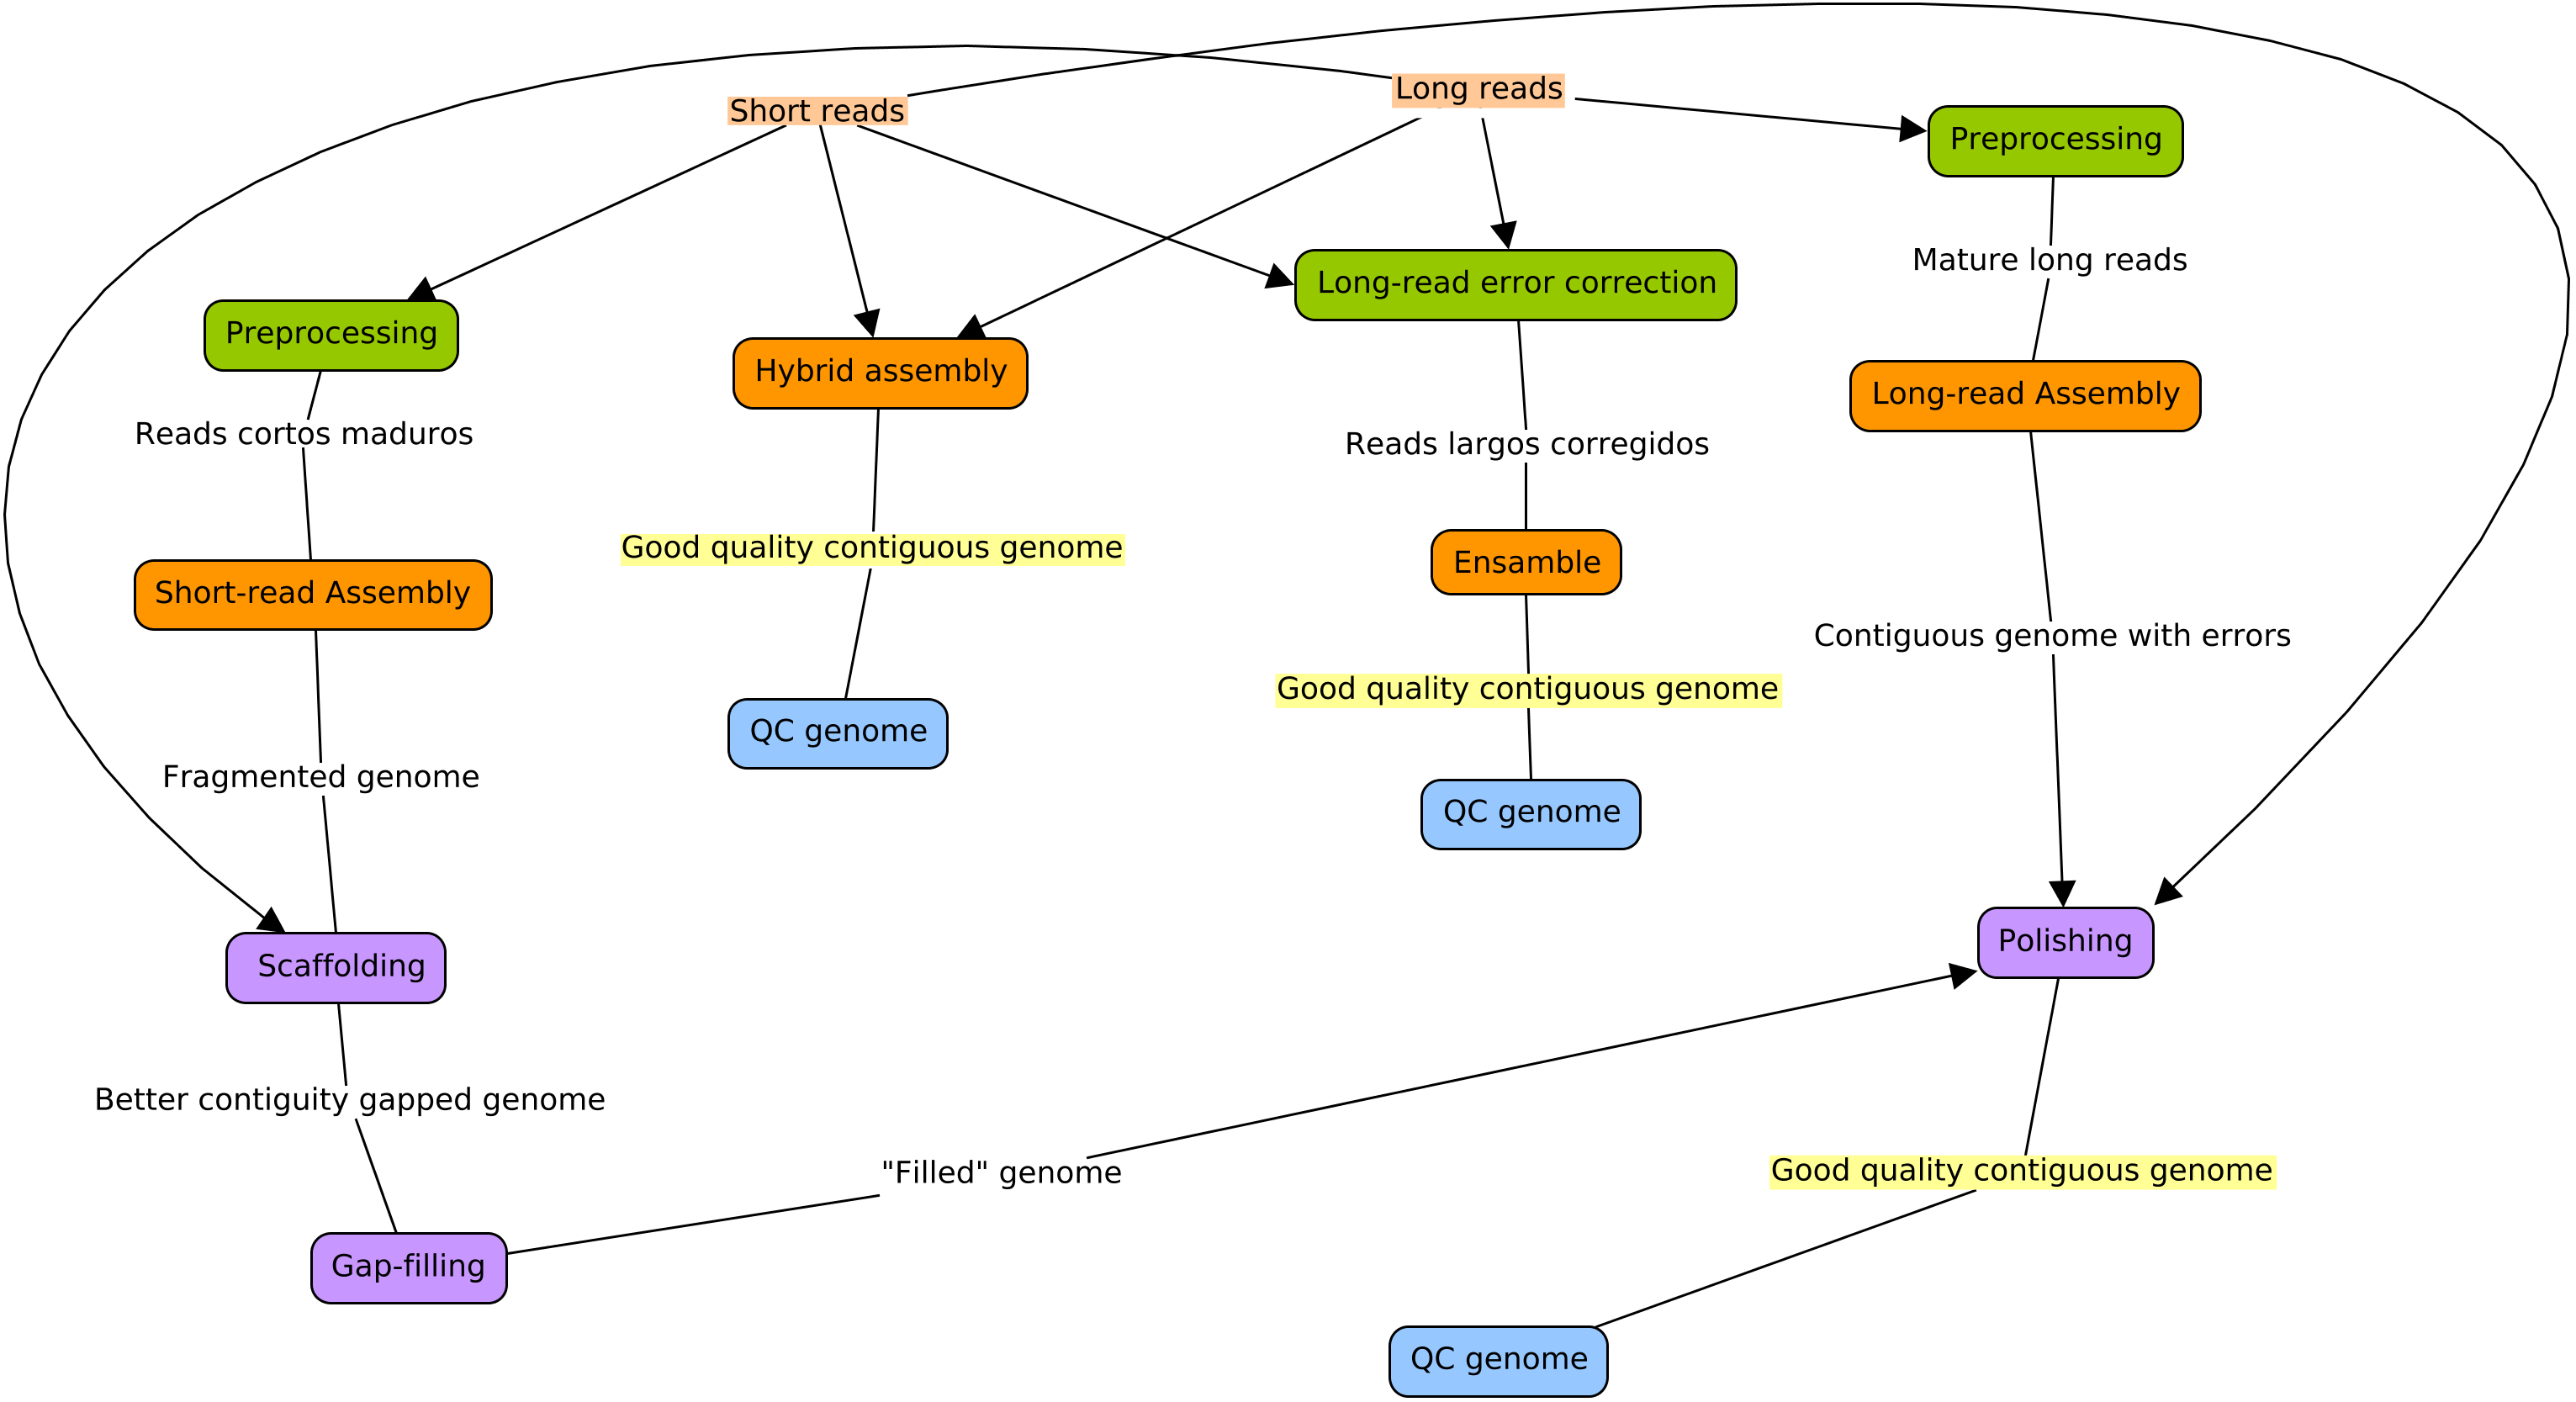 Long reads
Short reads
Preprocessing
Mature long reads
Long-read error correction
Preprocessing
Hybrid assembly
Long-read Assembly
Reads cortos maduros
Reads largos corregidos
Good quality contiguous genome
Ensamble
Short-read Assembly
Contiguous genome with errors
Good quality contiguous genome
QC genome
Fragmented genome
QC genome
Polishing
Scaffolding
Better contiguity gapped genome
"Filled" genome
Good quality contiguous genome
Gap-filling
QC genome